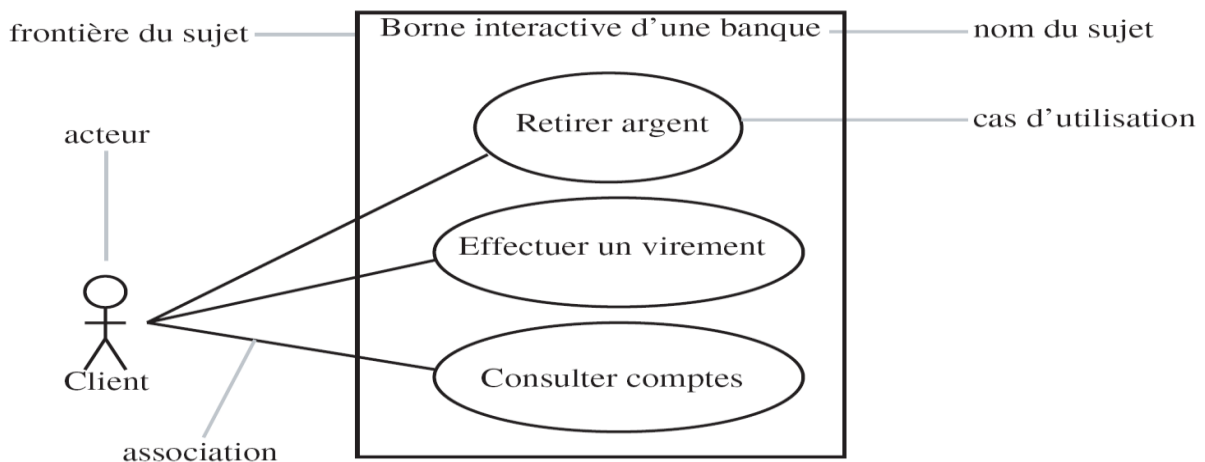 frontière du sujet
Borne interactive d'une banque
nom du sujet
Retirer argent
cas d'utilisation
acteur
Effectuer un virement
Client
Consulter comptes
association